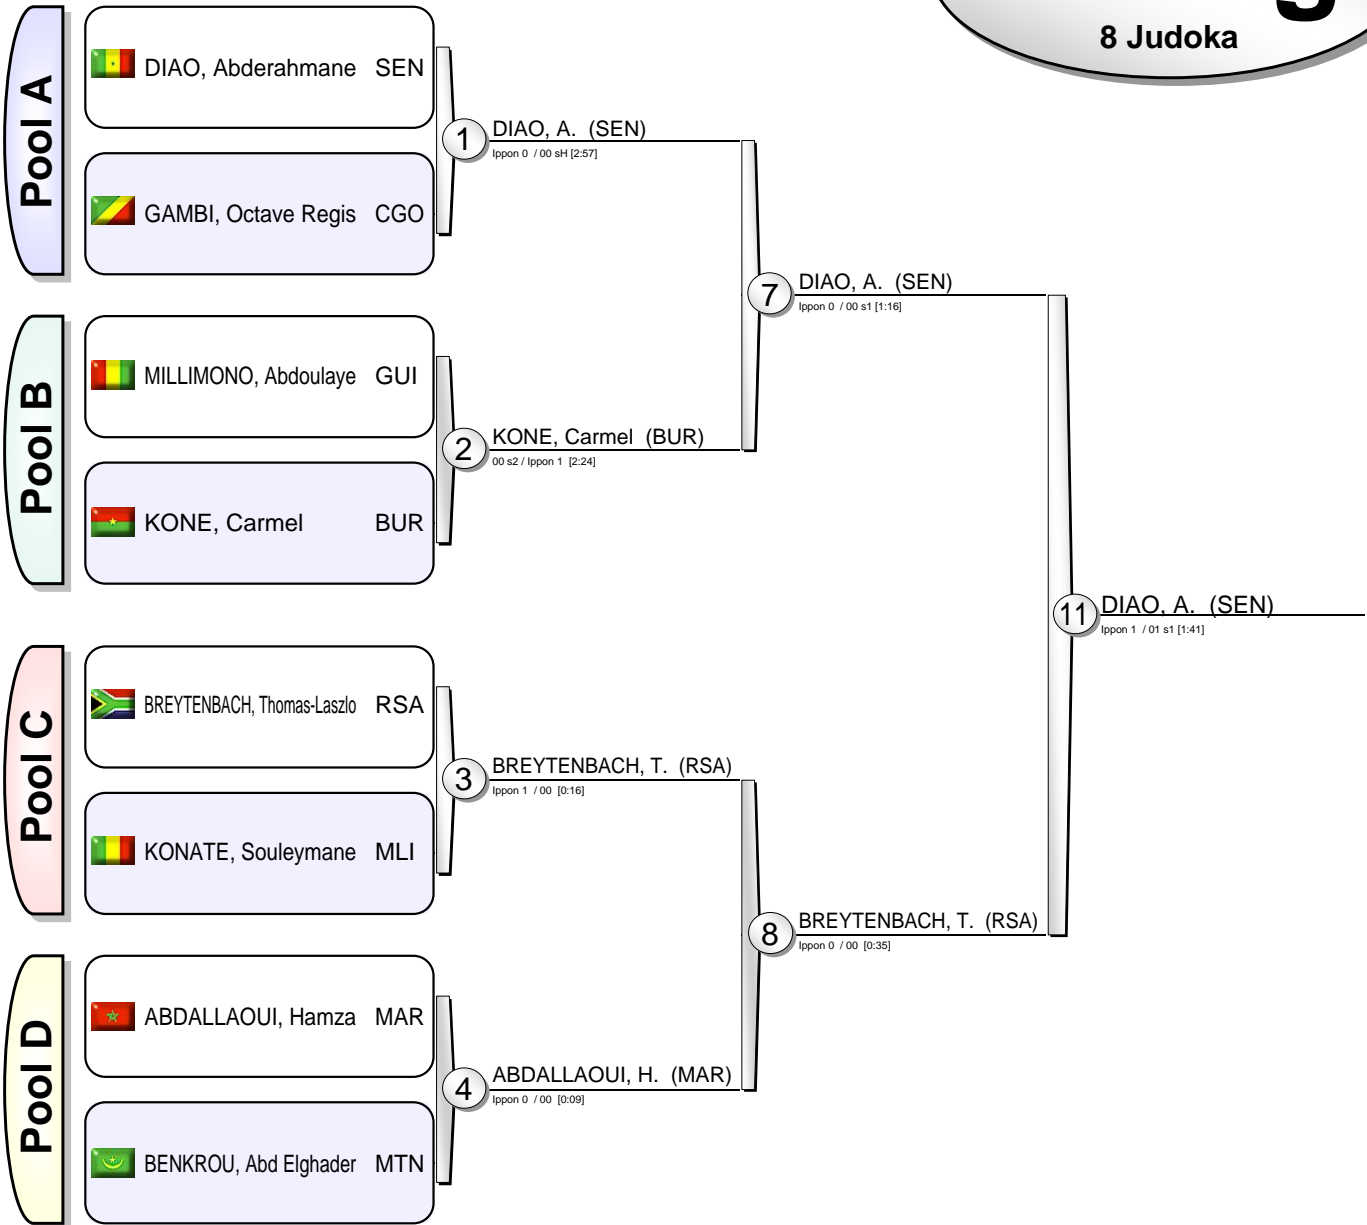 8 Judoka
Pool A
DIAO, Abderahmane SEN
GAMBI, Octave Regis CGO
1 DIAO, A. (SEN)
Ippon 0 / 00 sH [2:57]
Pool B
MILLIMONO, Abdoulaye GUI
KONE, Carmel BUR
2 KONE, Carmel (BUR)
00 s2 / Ippon 1 [2:24]
7 DIAO, A. (SEN)
Ippon 0 / 00 s1 [1:16]
Pool C
BREYTENBACH, Thomas-Laszlo RSA
KONATE, Souleymane MLI
3 BREYTENBACH, T. (RSA)
Ippon 1 / 00 [0:16]
Pool D
ABDALLAOUI, Hamza MAR
BENKROU, Abd Elghader MTN
4 ABDALLAOUI, H. (MAR)
Ippon 0 / 00 [0:09]
8 BREYTENBACH, T. (RSA)
Ippon 0 / 00 [0:35]
11 DIAO, A. (SEN)
Ippon 1 / 01 s1 [1:41]